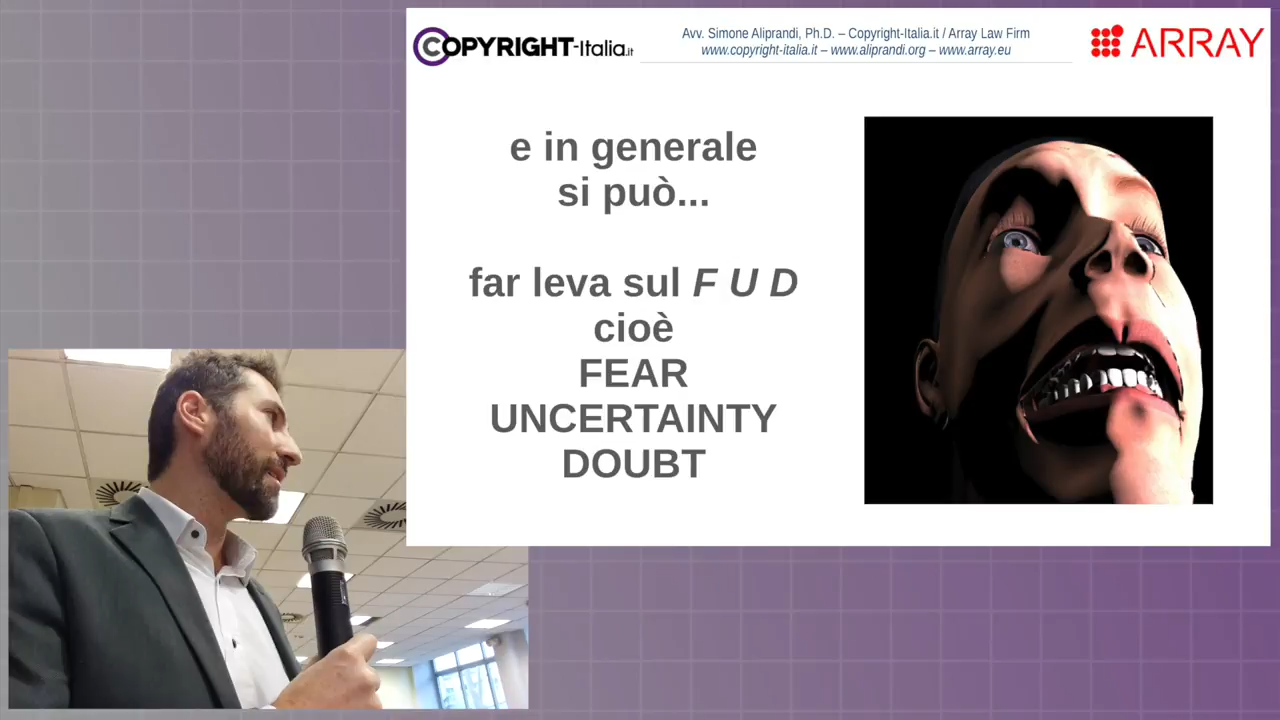 COPYRIGHT-Italia.it
Avv. Simone Aliprandi, Ph.D. – Copyright-Italia.it / Array Law Firm
www.copyright-italia.it – www.aliprandi.org – www.array.eu
ARRAY
e in generale
si può...
far leva sul F U D
cioè
FEAR
UNCERTAINTY
DOUBT